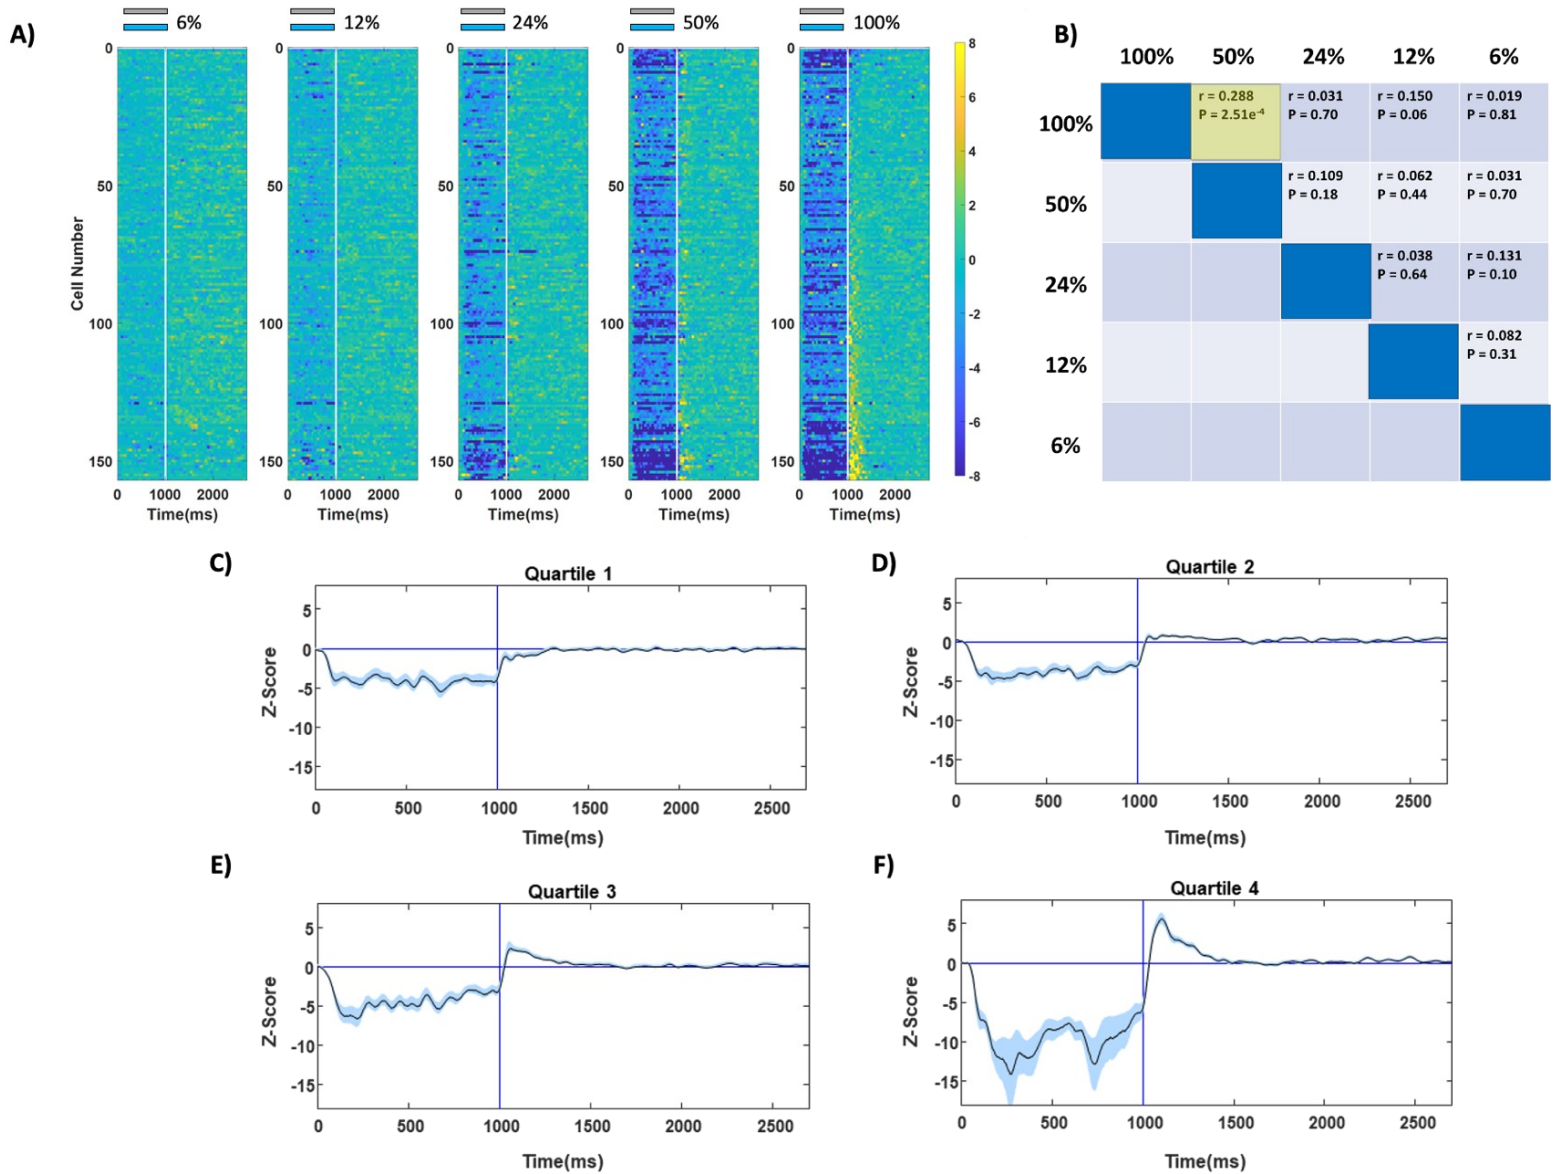 A)
6%
12%
24%
50%
100%
0
50
100
150
0
50
100
150
0
50
100
150
0
50
100
150
0
50
100
150
Cell Number
0 1000 2000
0 1000 2000
0 1000 2000
0 1000 2000
0 1000 2000
Time(ms)
Time(ms)
Time(ms)
Time(ms)
Time(ms)
8
6
4
2
0
-2
-4
-6
-8
B)
100% 50% 24% 12% 6%
100%
r = 0.288
P = 2.51e-4
r = 0.031
P = 0.70
r = 0.150
P = 0.06
r = 0.019
P = 0.81
50%
r = 0.109
P = 0.18
r = 0.062
P = 0.44
r = 0.031
P = 0.70
24%
r = 0.038
P = 0.64
r = 0.131
P = 0.10
12%
r = 0.082
P = 0.31
6%
C)
Quartile 1
Z-Score
5
0
-5
-10
-15
0 500 1000 1500 2000 2500
Time(ms)
D)
Quartile 2
Z-Score
5
0
-5
-10
-15
0 500 1000 1500 2000 2500
Time(ms)
E)
Quartile 3
Z-Score
5
0
-5
-10
-15
0 500 1000 1500 2000 2500
Time(ms)
F)
Quartile 4
Z-Score
5
0
-5
-10
-15
0 500 1000 1500 2000 2500
Time(ms)